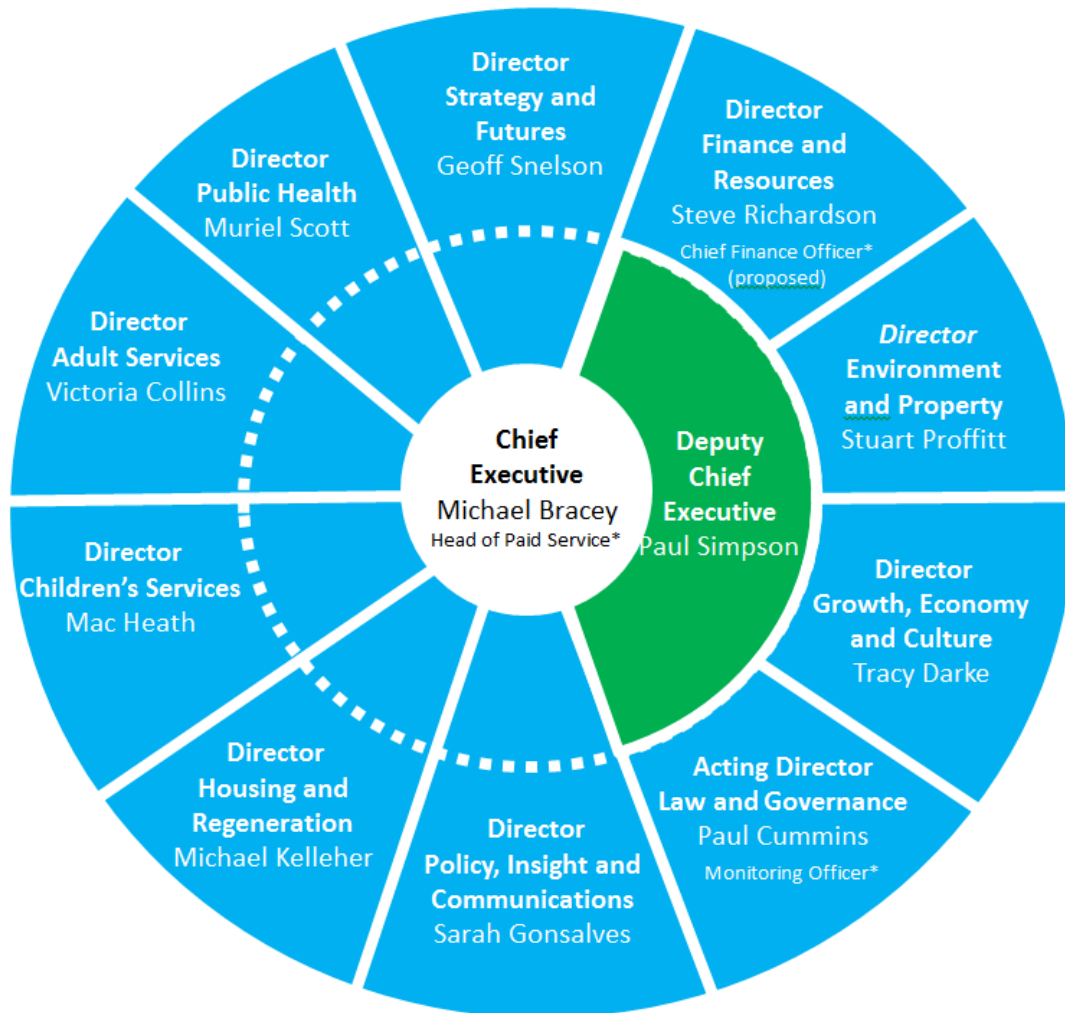 Director
Strategy and
Futures
Geoff Snelson
Director
Finance and
Resources
Steve Richardson
Chief Finance Officer*
(proposed)
Director
Environment
and Property
Stuart Proffitt
Director
Growth, Economy
and Culture
Tracy Darke
Acting Director
Law and Governance
Paul Cummins
Monitoring Officer*
Director
Policy, Insight and
Communications
Sarah Gonsalves
Director
Housing and
Regeneration
Michael Kelleher
Director
Children’s Services
Mac Heath
Director
Adult Services
Victoria Collins
Director
Public Health
Muriel Scott
Chief
Executive
Michael Bracey
Head of Paid Service*
Deputy
Chief
Executive
Paul Simpson